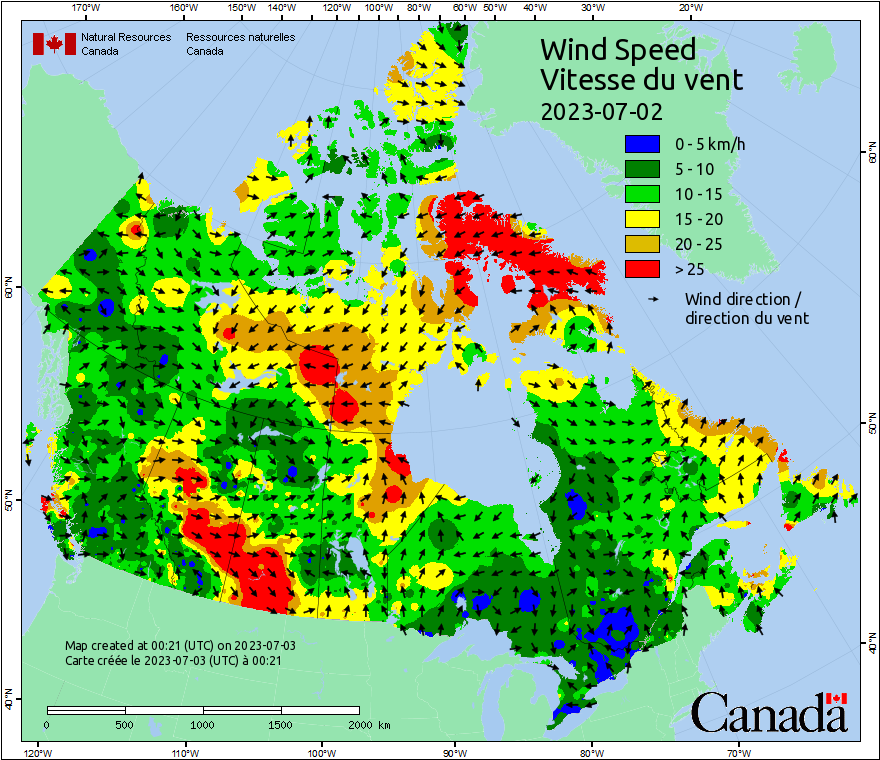 170°W 160°W 150°W 140°W 120°W 100°W 80°W 60°W 50°W 40°W 30°W 20°W
Natural Resources Ressources naturelles
Canada Canada
Wind Speed
Vitesse du vent
2023-07-02
0 - 5 km/h
5 - 10
10 - 15
15 - 20
20 - 25
> 25
Wind direction /
direction du vent
60°N 60°N
50°N 50°N
40°N 40°N
Map created at 00:21 (UTC) on 2023-07-03
Carte créée le 2023-07-03 (UTC) à 00:21
0 500 1000 1500 2000 km
Canada
120°W 110°W 100°W 90°W 80°W 70°W